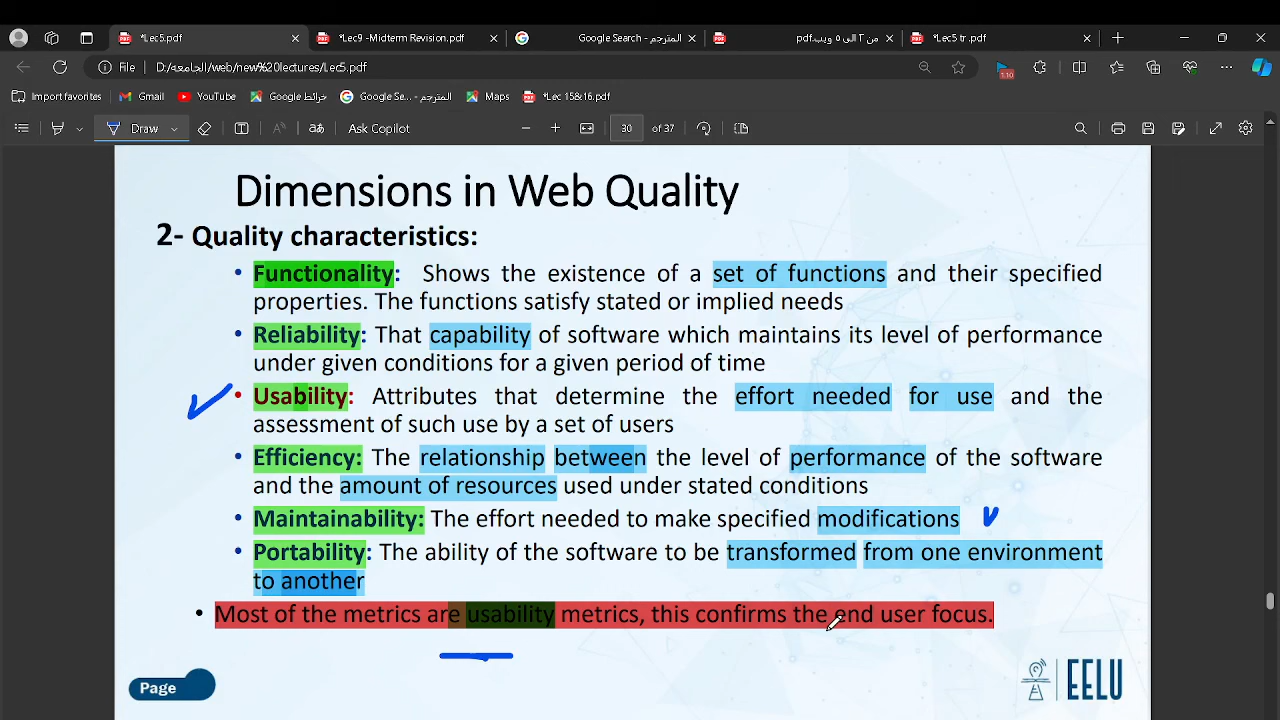 *Lec5.pdf
*Lec9 -Midterm Revision.pdf
المترجم - Google Search
من ٢ الى ٥ ويب.pdf
*Lec5 tr.pdf
File
D:/الجامعه/web/new%20lectures/Lec5.pdf
1.10
Import favorites
Gmail
YouTube
خرائط Google
المترجم - Google Se...
Maps
*Lec 15&16.pdf
Draw
Ask Copilot
30 of 37
Dimensions in Web Quality
2- Quality characteristics:
• Functionality: Shows the existence of a set of functions and their specified
properties. The functions satisfy stated or implied needs
• Reliability: That capability of software which maintains its level of performance
under given conditions for a given period of time
• Usability: Attributes that determine the effort needed for use and the
assessment of such use by a set of users
• Efficiency: The relationship between the level of performance of the software
and the amount of resources used under stated conditions
• Maintainability: The effort needed to make specified modifications
• Portability: The ability of the software to be transformed from one environment
to another
• Most of the metrics are usability metrics, this confirms the end user focus.
Page
EELU